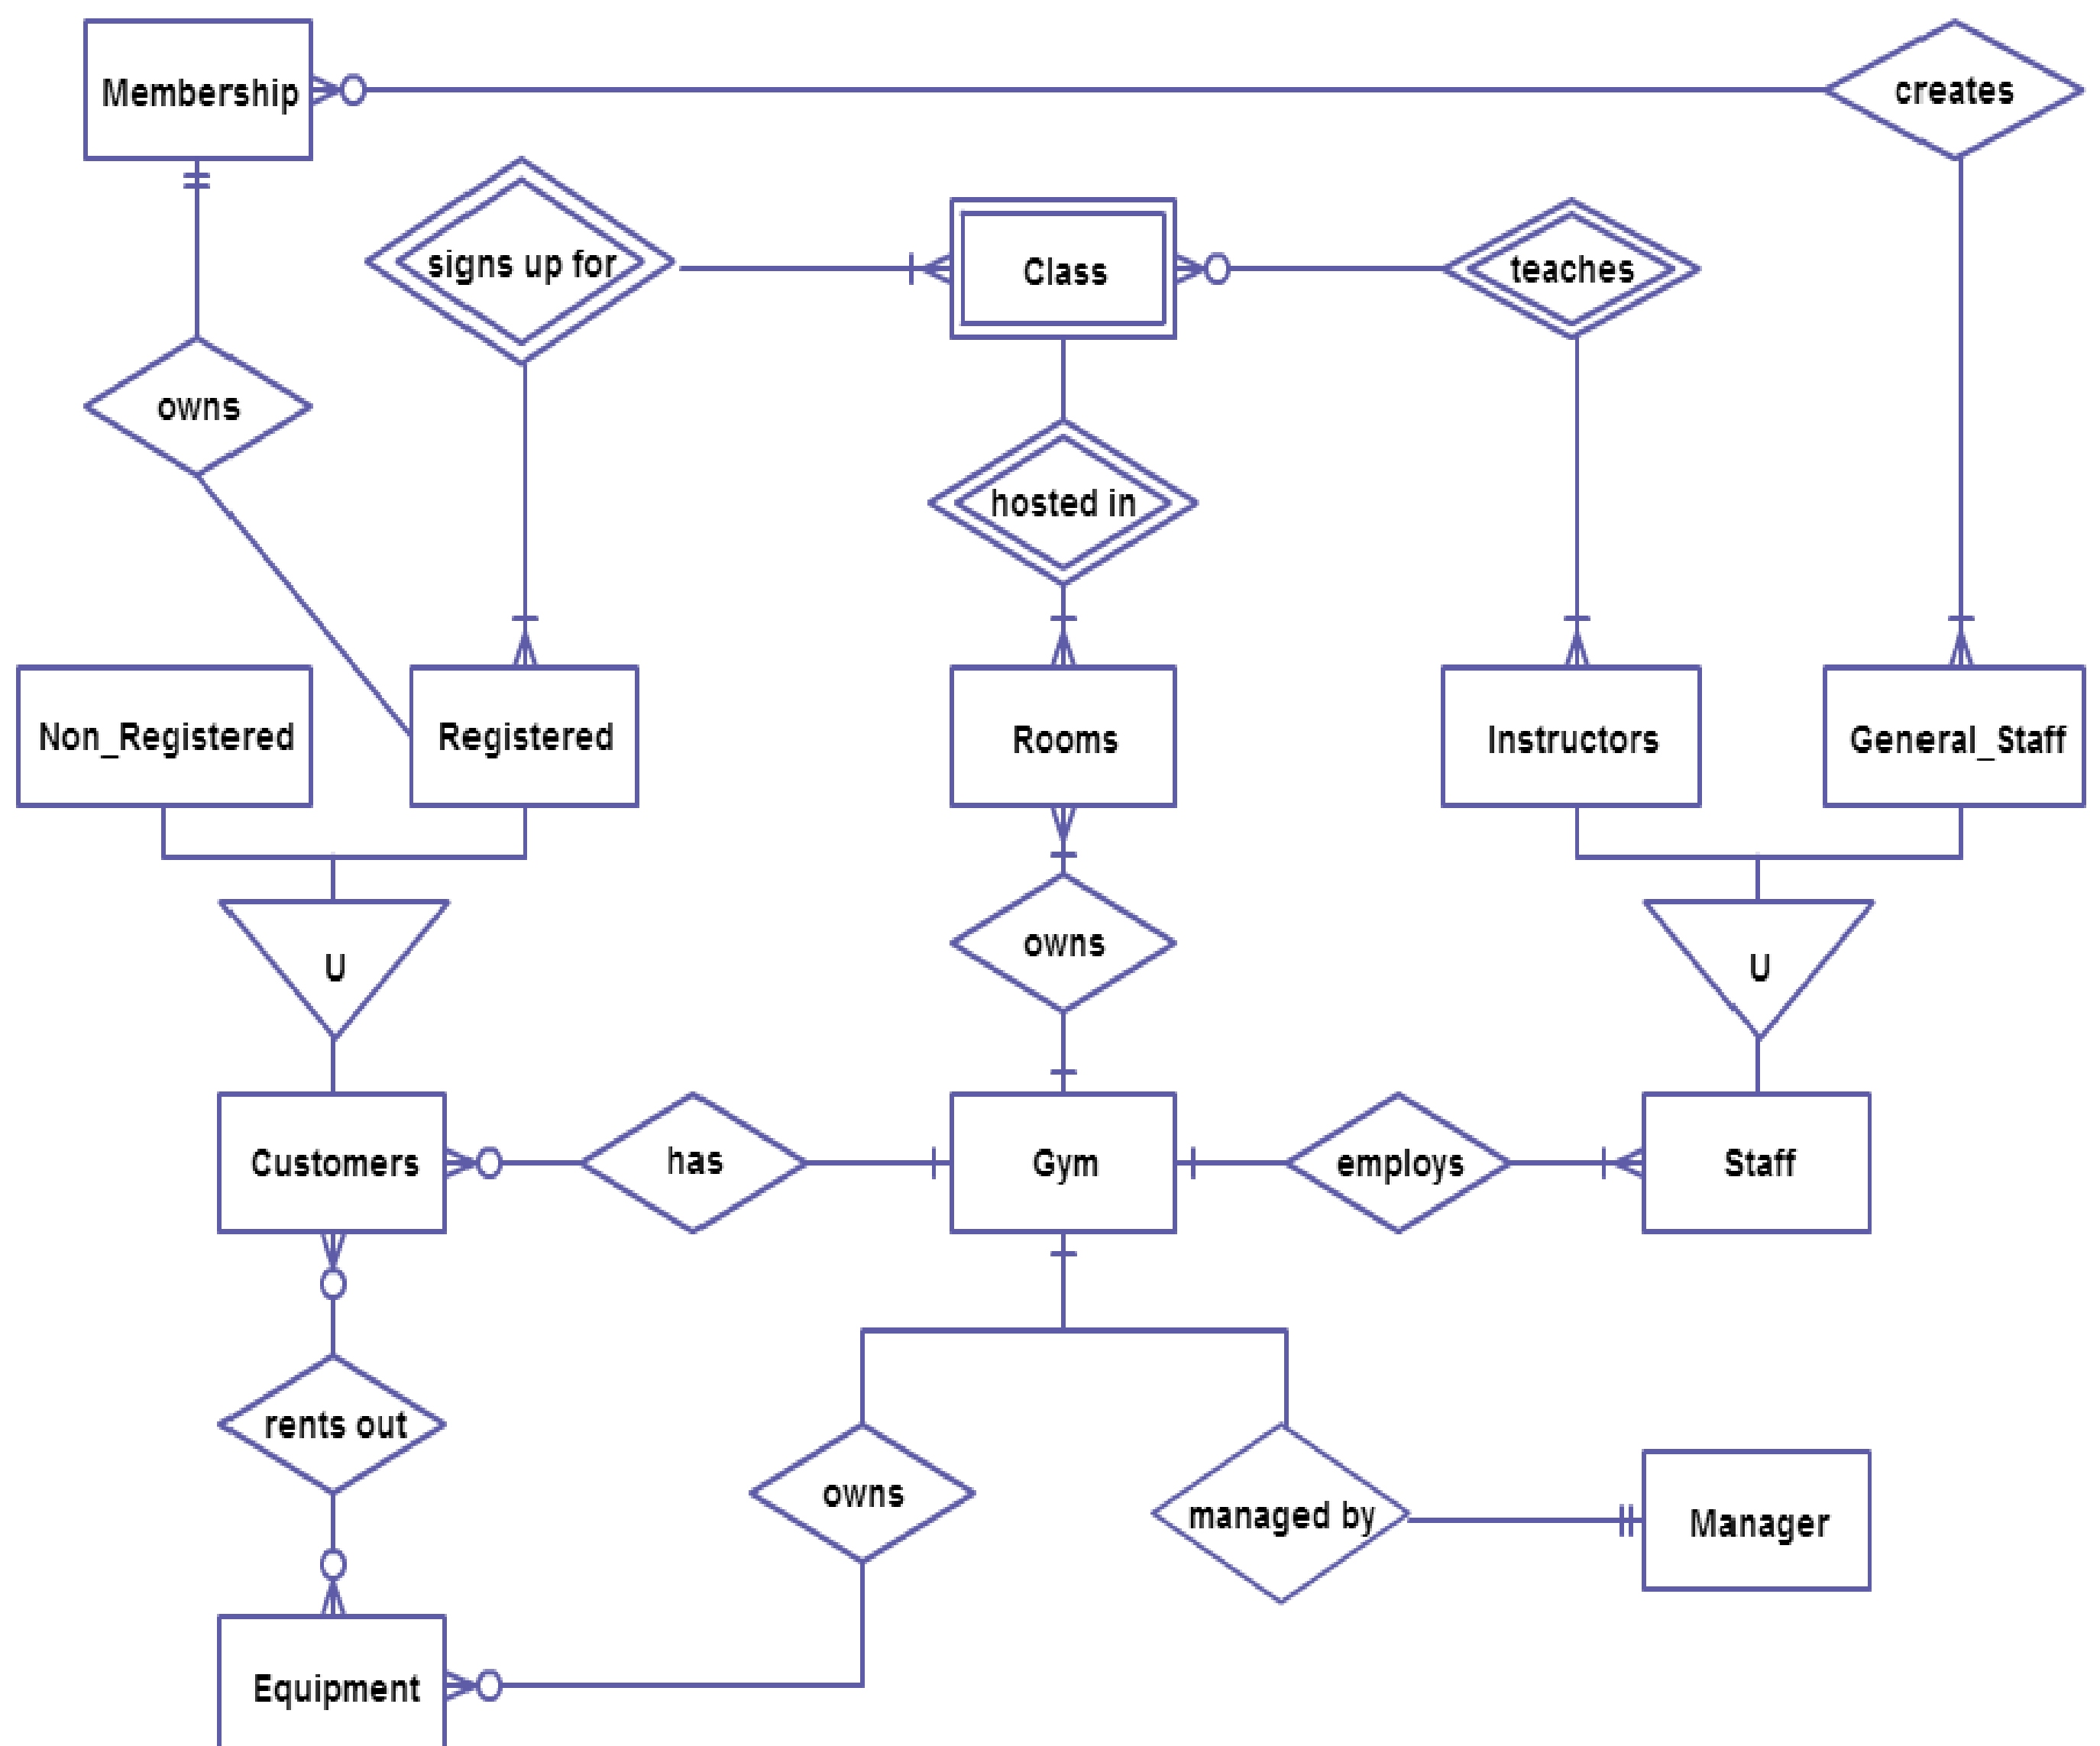 Membership
creates
signs up for
Class
teaches
owns
hosted in
Non_Registered
Registered
Rooms
Instructors
General_Staff
U
owns
U
Customers
has
Gym
employs
Staff
rents out
owns
managed by
Manager
Equipment